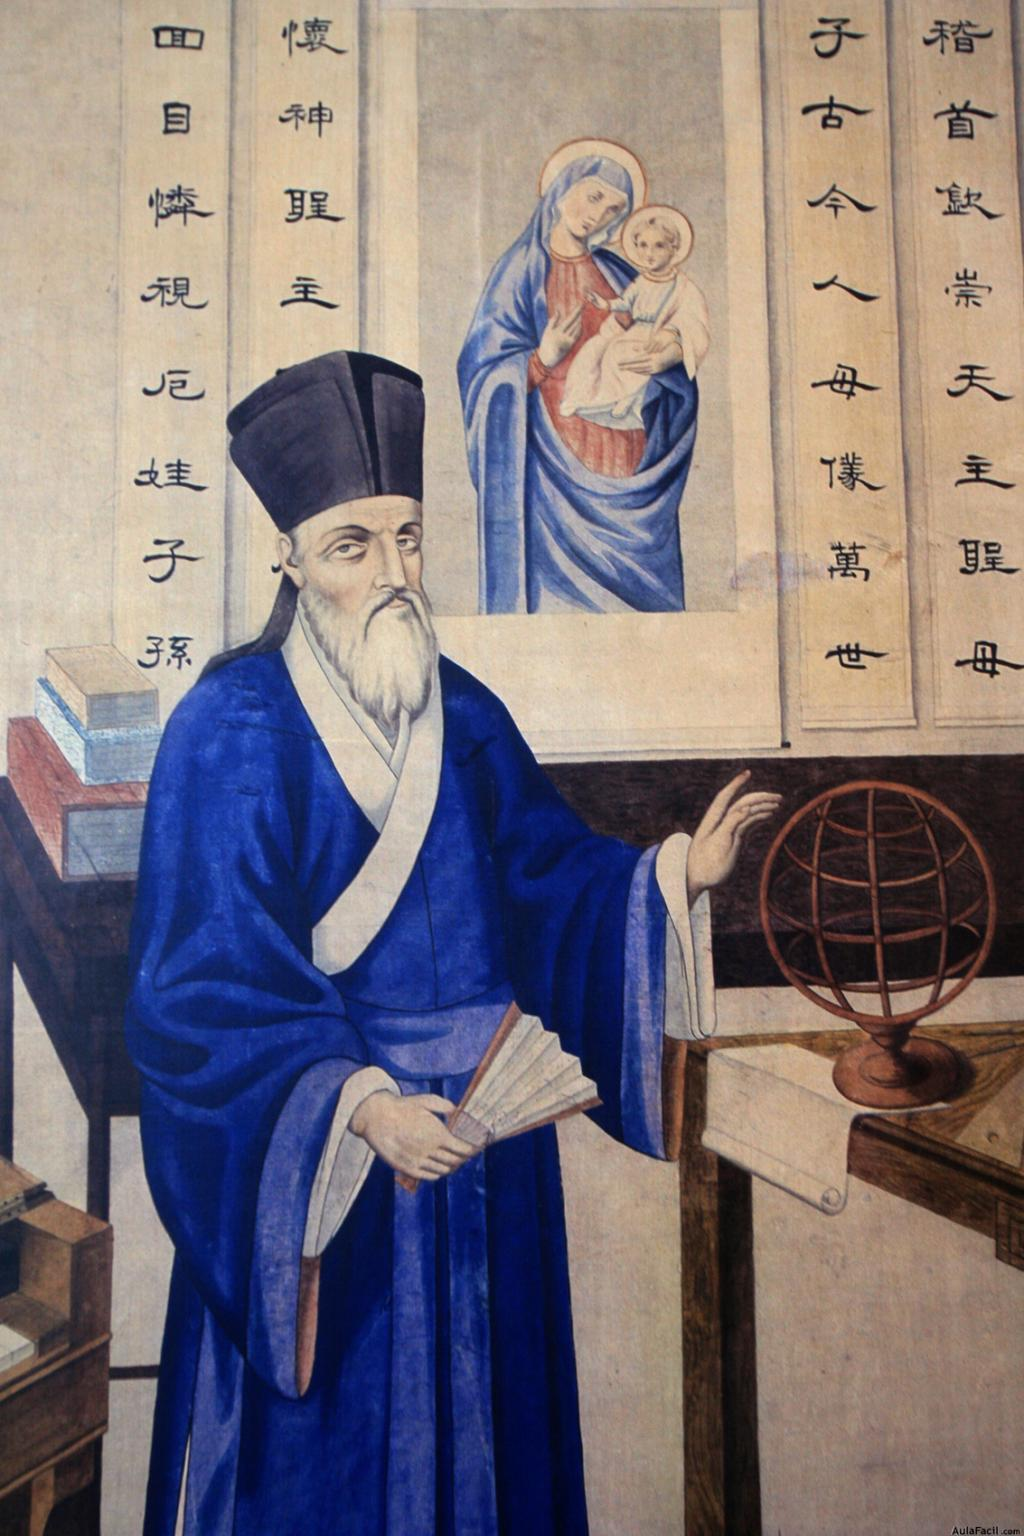 稽首欽崇天主聖母
子古今人母儀萬世
懷神聖主
回目憐視厄娃子孫
AulaFacil.com